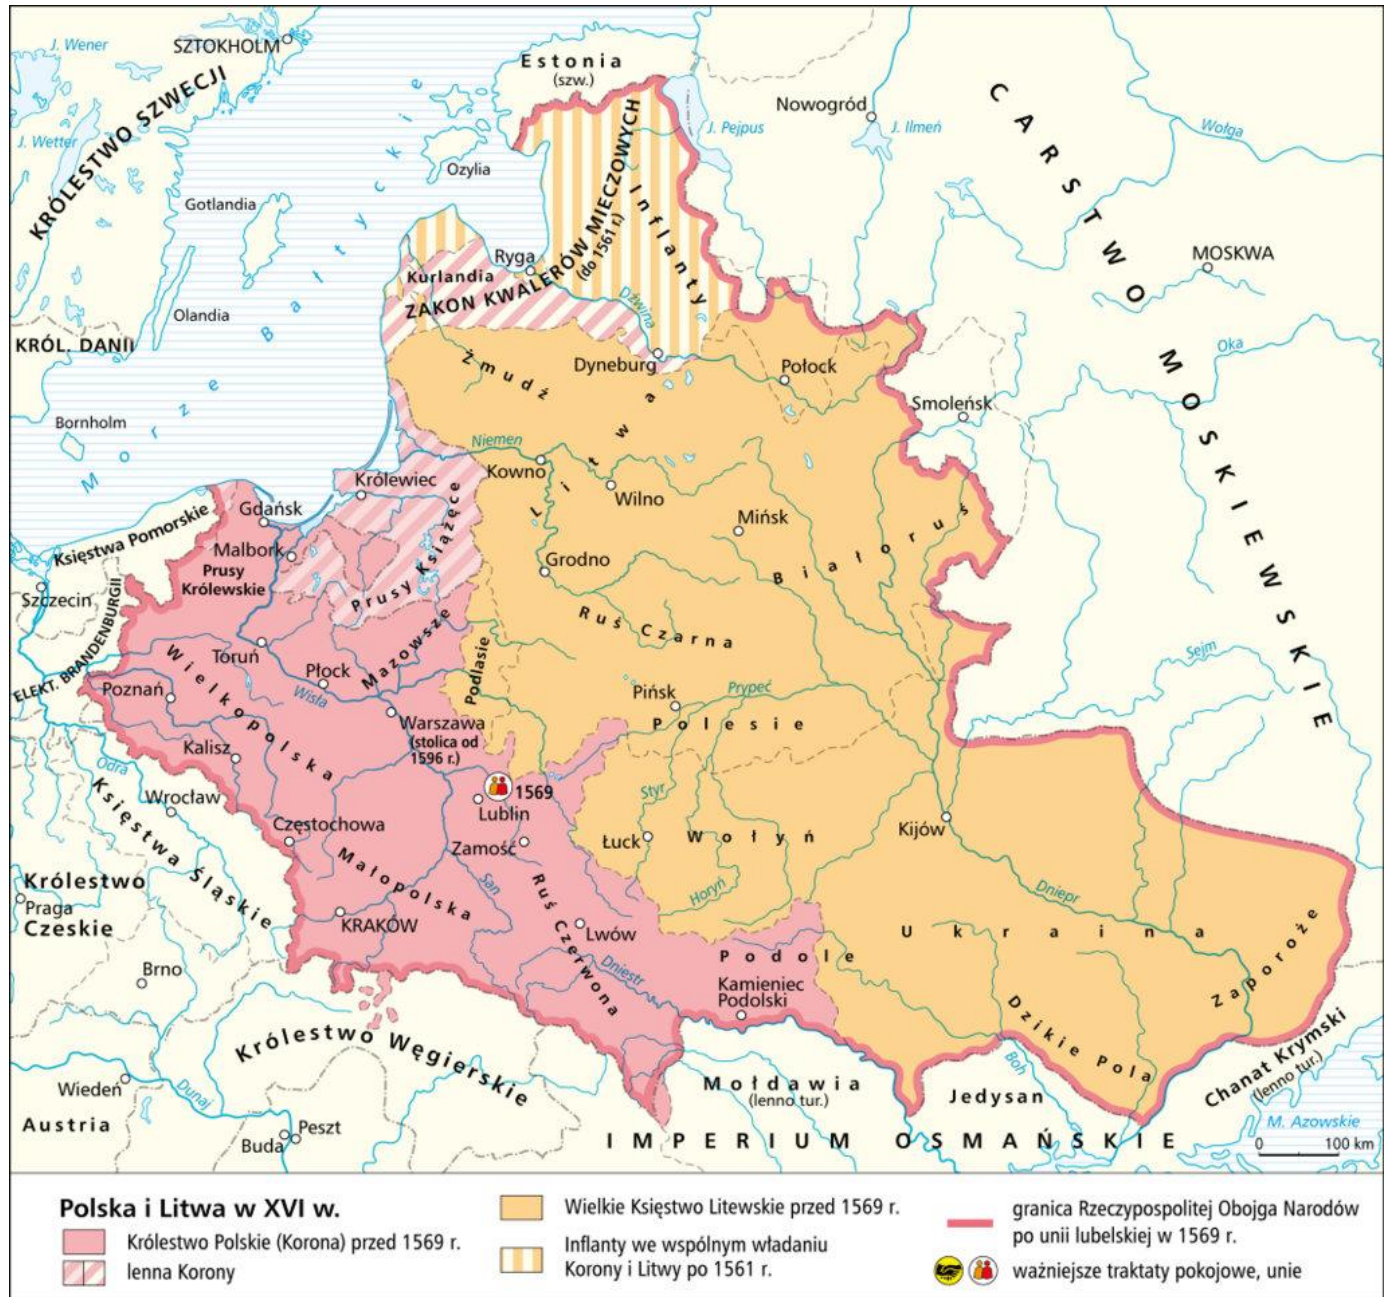 J. Wener
SZTOKHOLM
KRÓLESTWO SZWECJI
J. Wetter
Estonia
(szw.)
Nowogród
J. Pejpus
J. Ilmeń
Wołga
CARSTWO MOSKIEWSKIE
Ozylia
Gotlandia
Morze Bałtyckie
Ryga
Kurlandia
ZAKON KWALERÓW MIECZOWYCH
(do 1561 r.)
Inflanty
MOSKWA
Olandia
Dźwina
KRÓL. DANII
Żmudź
Dyneburg
Połock
Oka
Smoleńsk
Bornholm
Niemen
Kowno
Litwa
Wilno
Królewiec
Gdańsk
Mińsk
Białoruś
Księstwa Pomorskie
Malbork
Prusy
Królewskie
Prusy Książęce
Grodno
Szczecin
ELEKT. BRANDENBURGII
Ruś Czarna
Toruń
Płock
Mazowsze
Podlasie
Sejm
Wielkopolska
Poznań
Wisła
Pińsk
Prypeć
Polesie
Warszawa
(stolica od
1596 r.)
Kalisz
Odra
Wrocław
Księstwa Śląskie
1569
Lublin
Styr
Częstochowa
Zamość
Łuck
Wołyń
Kijów
Małopolska
San
Ruś Czerwona
Horyń
Dniepr
Królestwo
Praga
Czeskie
KRAKÓW
Lwów
Ukraina
Zaporoże
Podole
Dniestr
Brno
Kamieniec
Podolski
Dzikie Pola
Królestwo Węgierskie
Boh
Chanat Krymski
(lenno tur.)
Wiedeń
Dunaj
Mołdawia
(lenno tur.)
Jedysan
Austria
Buda
Peszt
IMPERIUM OSMAŃSKIE
M. Azowskie
0 100 km
Polska i Litwa w XVI w.
Królestwo Polskie (Korona) przed 1569 r.
lenna Korony
Wielkie Księstwo Litewskie przed 1569 r.
Inflanty we wspólnym władaniu
Korony i Litwy po 1561 r.
granica Rzeczypospolitej Obojga Narodów
po unii lubelskiej w 1569 r.
ważniejsze traktaty pokojowe, unie